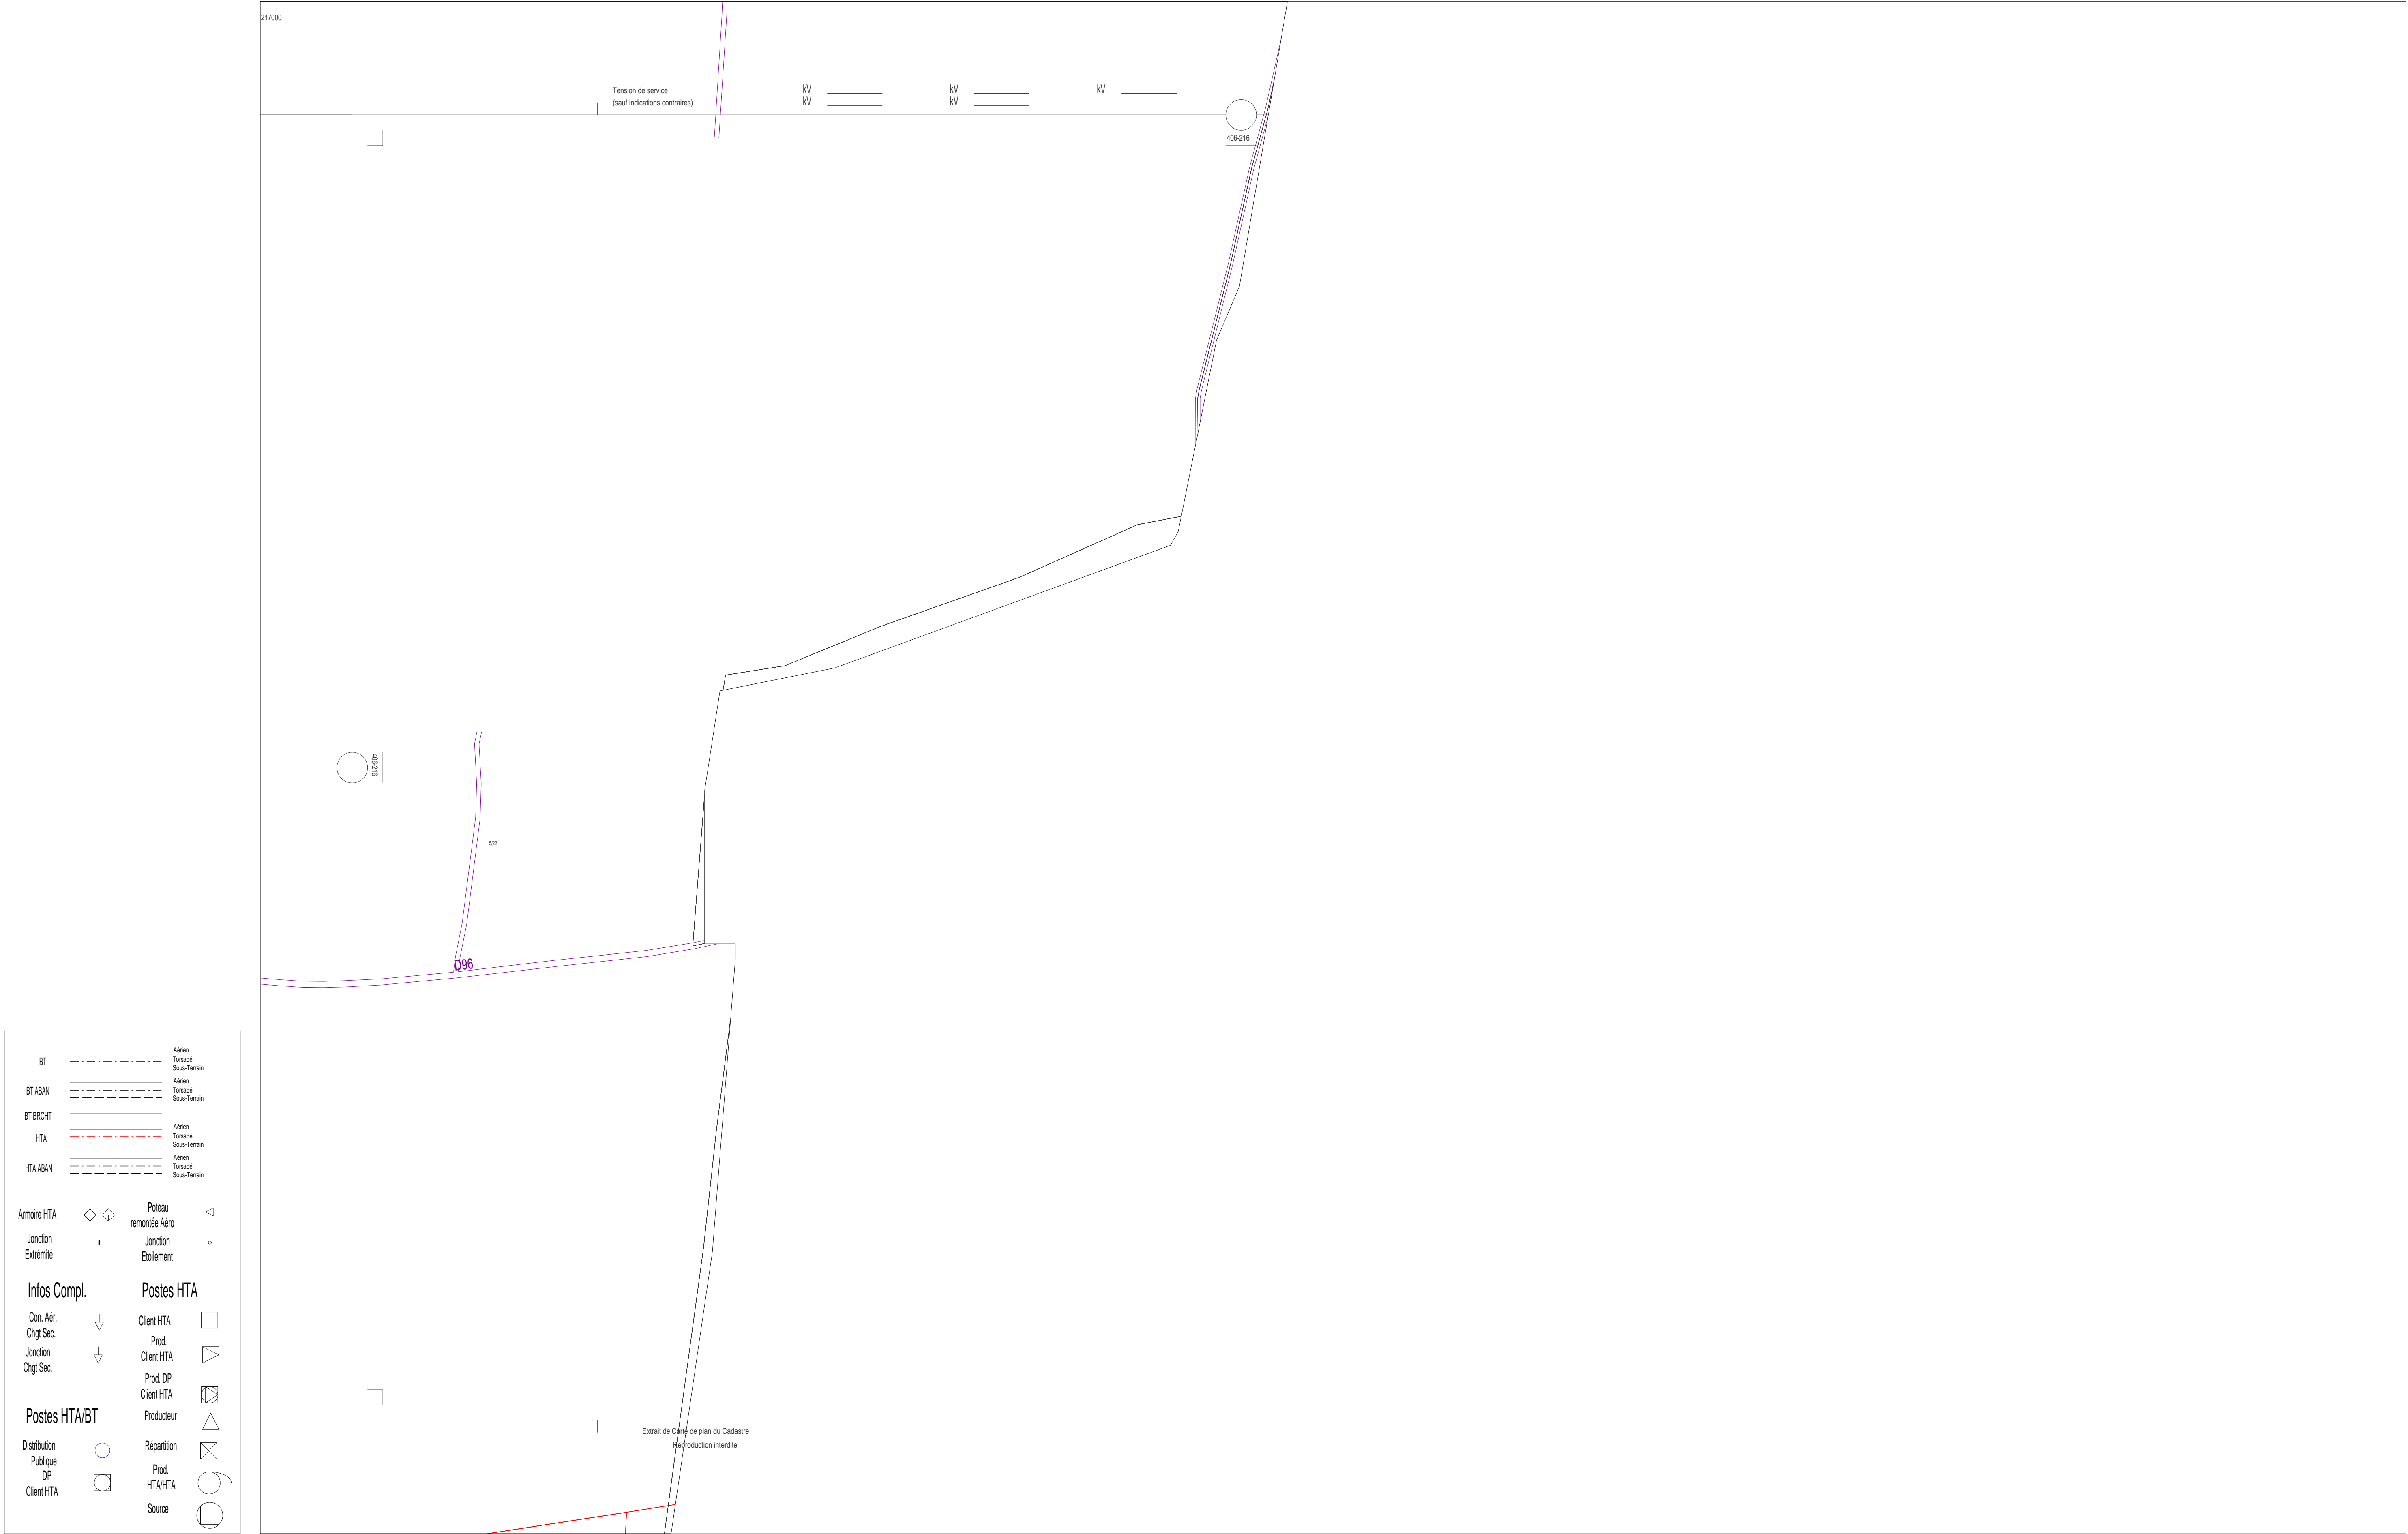 217000
Tension de service
(sauf indications contraires)
kV
kV
kV
kV
kV
406-216
406-216
5/22
D96
BT
Aérien
Torsadé
Sous-Terrain
BT ABAN
Aérien
Torsadé
Sous-Terrain
BT BRCHT
HTA
Aérien
Torsadé
Sous-Terrain
HTA ABAN
Aérien
Torsadé
Sous-Terrain
Armoire HTA
Poteau
remontée Aéro
Jonction
Extrémité
Jonction
Etoilement
Infos Compl.
Con. Aér.
Chgt Sec.
Jonction
Chgt Sec.
Postes HTA
Client HTA
Prod.
Client HTA
Prod. DP
Client HTA
Producteur
Répartition
Prod.
HTA/HTA
Source
Postes HTA/BT
Distribution
Publique
DP
Client HTA
Extrait de Carte de plan du Cadastre
Reproduction interdite